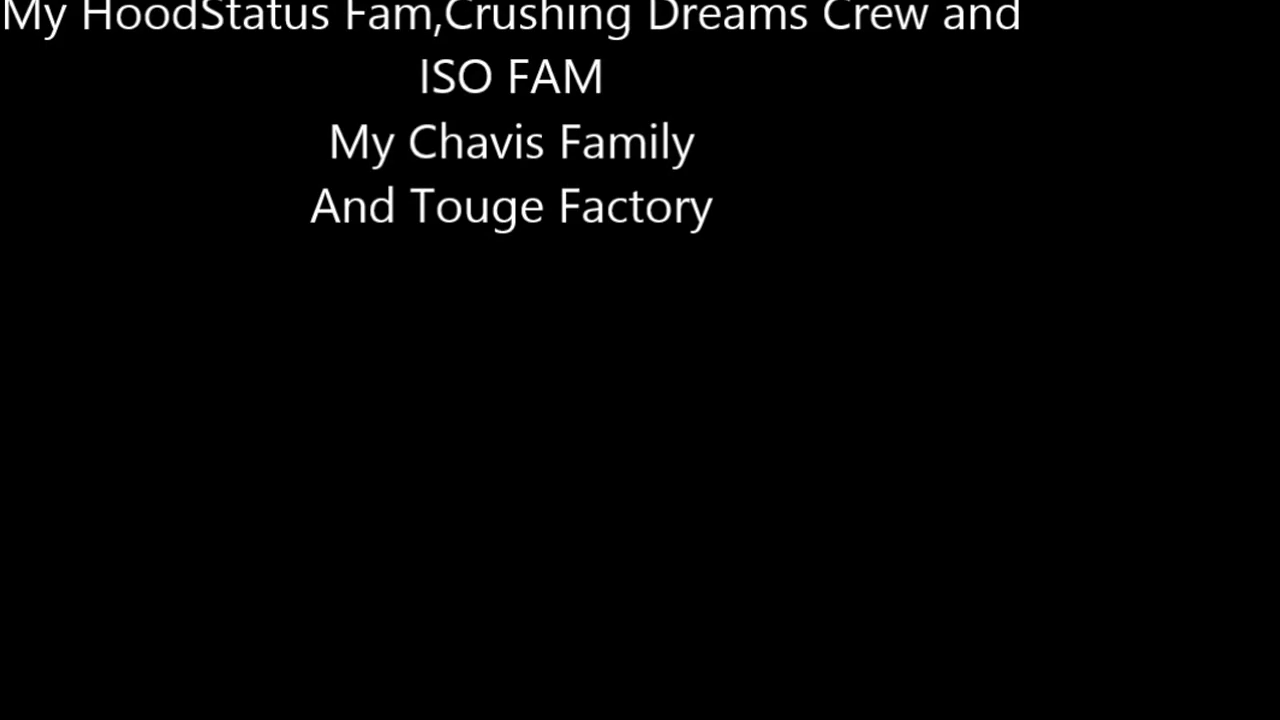 My HoodStatus Fam,Crushing Dreams Crew and
ISO FAM
My Chavis Family
And Touge Factory